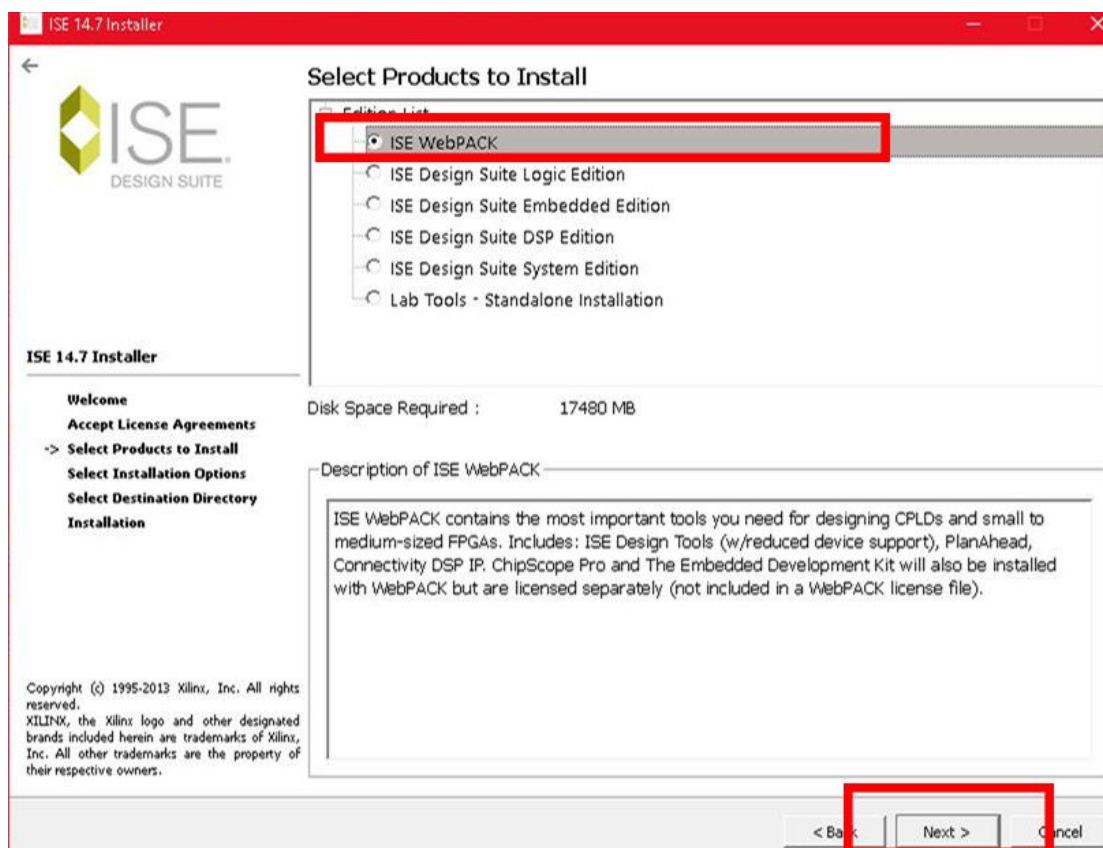 ISE 14.7 Installer
ISE
DESIGN SUITE
Select Products to Install
Edition List
ISE WebPACK
ISE Design Suite Logic Edition
ISE Design Suite Embedded Edition
ISE Design Suite DSP Edition
ISE Design Suite System Edition
Lab Tools - Standalone Installation
Disk Space Required : 17480 MB
ISE 14.7 Installer
Welcome
Accept License Agreements
-> Select Products to Install
Select Installation Options
Select Destination Directory
Installation
Description of ISE WebPACK
ISE WebPACK contains the most important tools you need for designing CPLDs and small to
medium-sized FPGAs. Includes: ISE Design Tools (w/reduced device support), PlanAhead,
Connectivity DSP IP. ChipScope Pro and The Embedded Development Kit will also be installed
with WebPACK but are licensed separately (not included in a WebPACK license file).
Copyright (c) 1995-2013 Xilinx, Inc. All rights
reserved.
XILINX, the Xilinx logo and other designated
brands included herein are trademarks of Xilinx,
Inc. All other trademarks are the property of
their respective owners.
< Back Next > Cancel